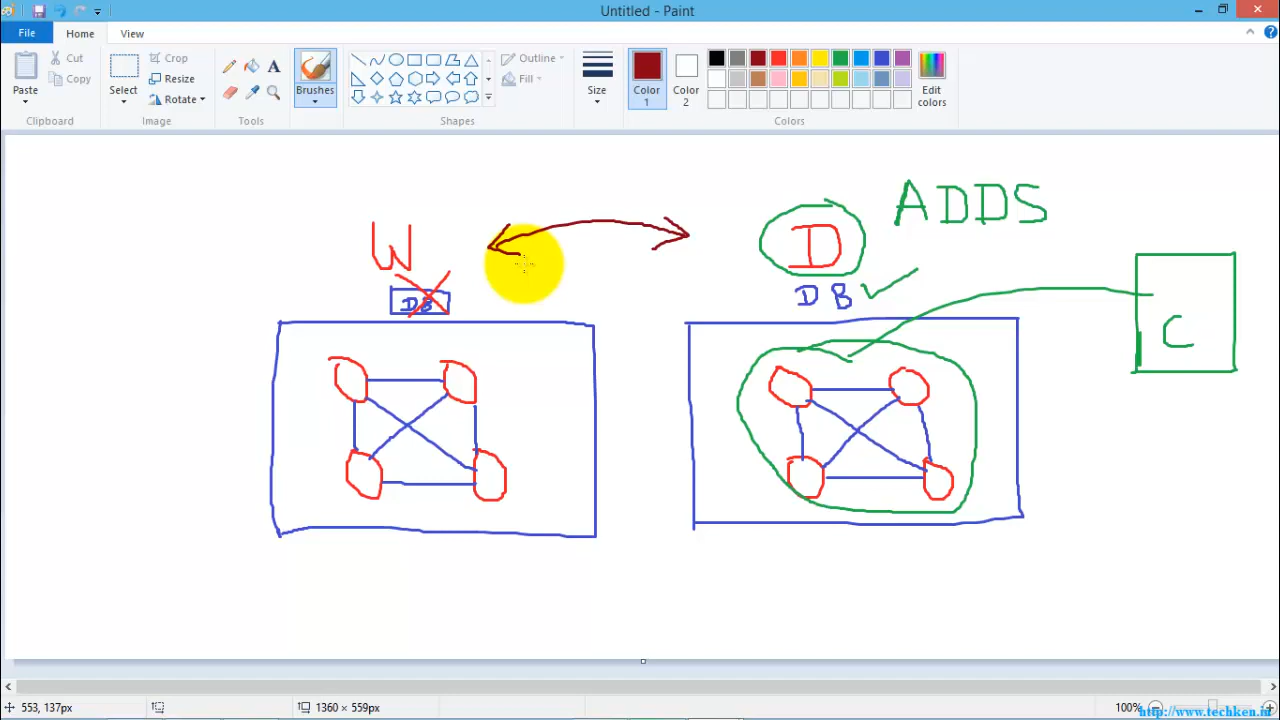 Untitled - Paint
File
Home
View
Paste
Cut
Copy
Clipboard
Select
Crop
Resize
Rotate
Image
A
Tools
Brushes
Shapes
Outline
Fill
Size
Color 1
Color 2
Edit colors
Colors
ADDS
W
D
DB
DB
C
553, 137px
1360 × 559px
100%
http://www.techken.in